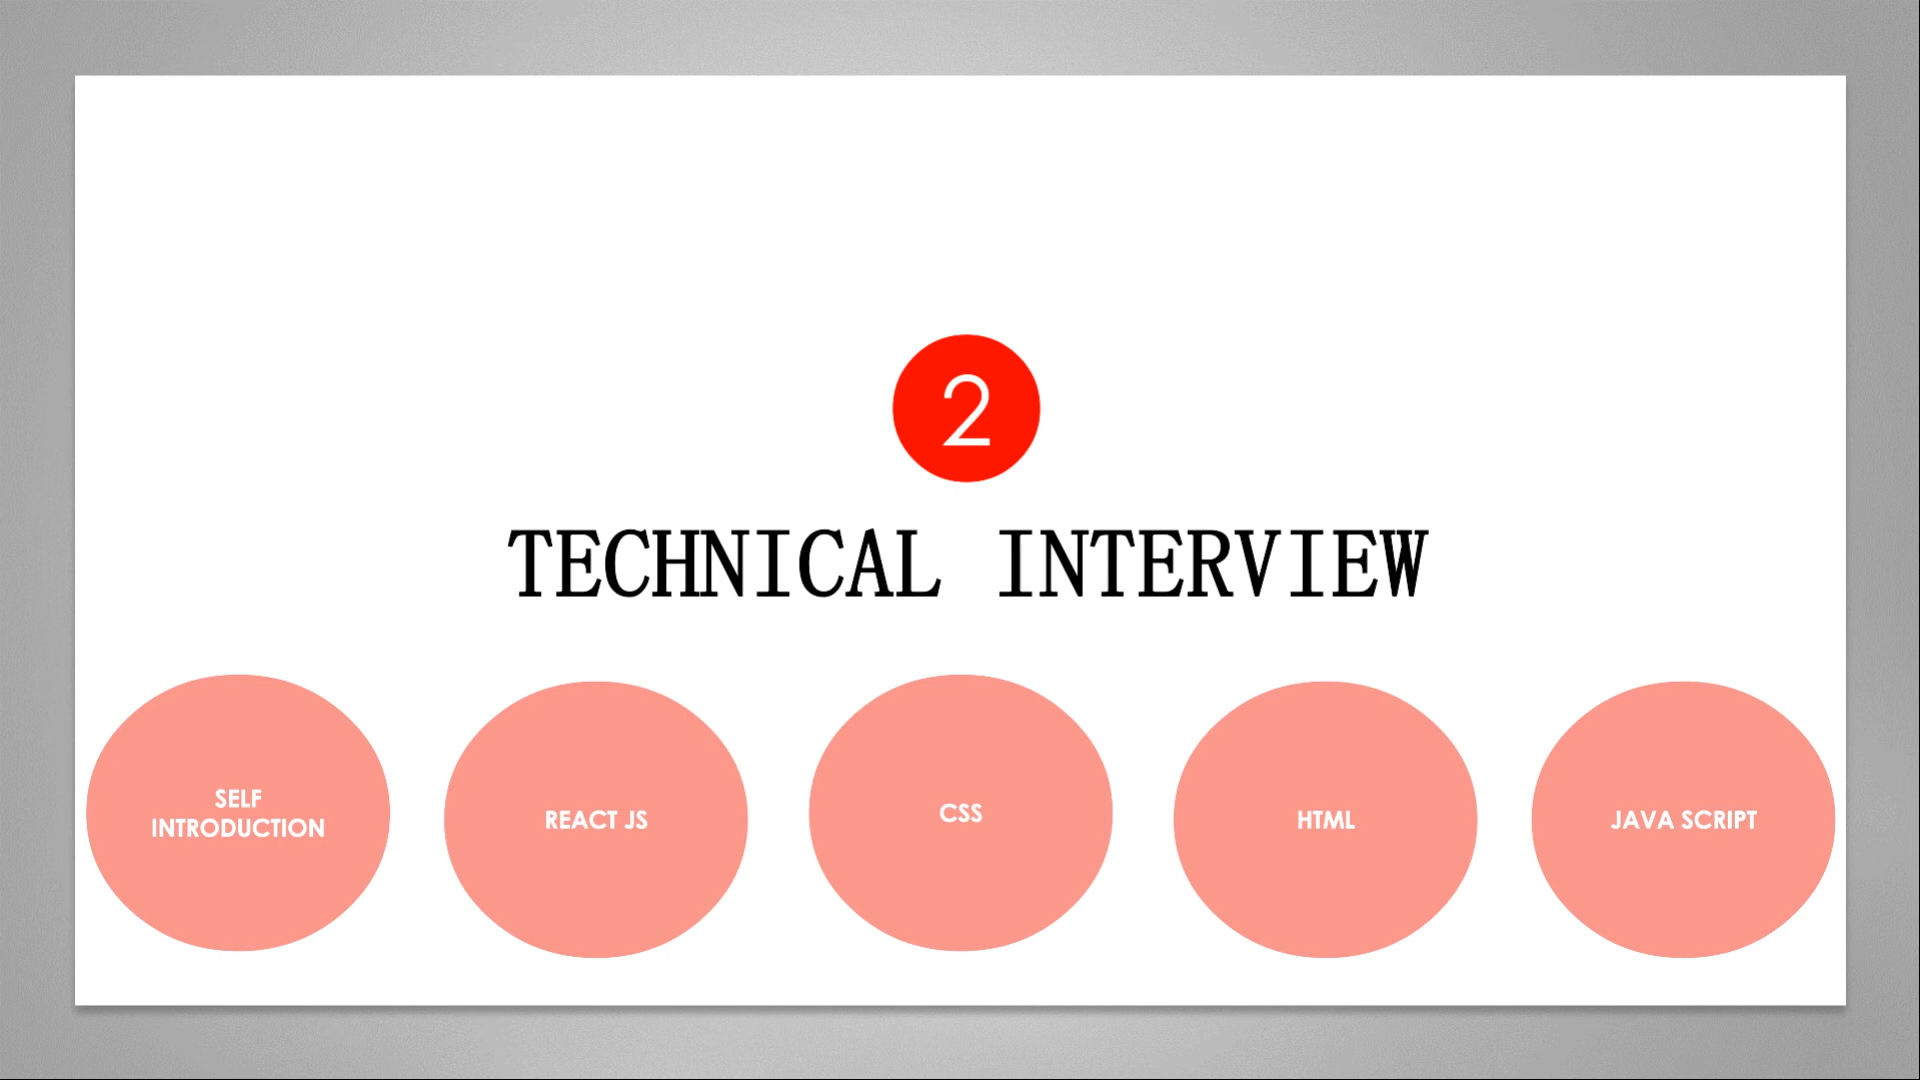 2
TECHNICAL INTERVIEW
SELF
INTRODUCTION
REACT JS
CSS
HTML
JAVA SCRIPT